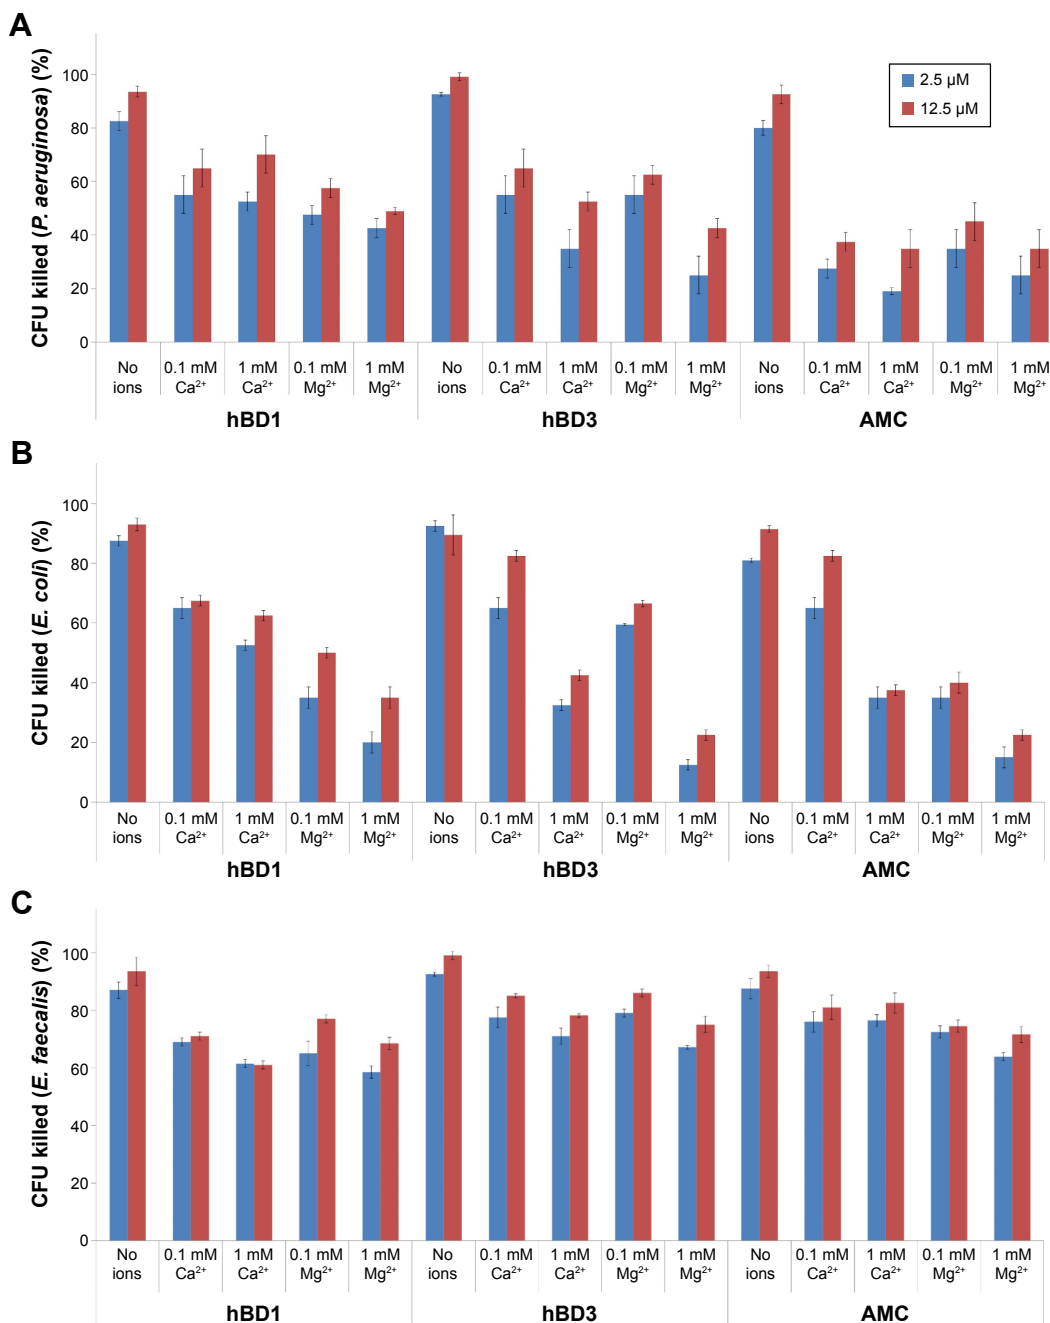 A
CFU killed (P. aeruginosa) (%)
100
80
60
40
20
0
2.5 µM
12.5 µM
No ions
0.1 mM Ca²⁺
1 mM Ca²⁺
0.1 mM Mg²⁺
1 mM Mg²⁺
No ions
0.1 mM Ca²⁺
1 mM Ca²⁺
0.1 mM Mg²⁺
1 mM Mg²⁺
No ions
0.1 mM Ca²⁺
1 mM Ca²⁺
0.1 mM Mg²⁺
1 mM Mg²⁺
hBD1 hBD3 AMC
B
CFU killed (E. coli) (%)
100
80
60
40
20
0
No ions
0.1 mM Ca²⁺
1 mM Ca²⁺
0.1 mM Mg²⁺
1 mM Mg²⁺
No ions
0.1 mM Ca²⁺
1 mM Ca²⁺
0.1 mM Mg²⁺
1 mM Mg²⁺
No ions
0.1 mM Ca²⁺
1 mM Ca²⁺
0.1 mM Mg²⁺
1 mM Mg²⁺
hBD1 hBD3 AMC
C
CFU killed (E. faecalis) (%)
100
80
60
40
20
0
No ions
0.1 mM Ca²⁺
1 mM Ca²⁺
0.1 mM Mg²⁺
1 mM Mg²⁺
No ions
0.1 mM Ca²⁺
1 mM Ca²⁺
0.1 mM Mg²⁺
1 mM Mg²⁺
No ions
0.1 mM Ca²⁺
1 mM Ca²⁺
0.1 mM Mg²⁺
1 mM Mg²⁺
hBD1 hBD3 AMC